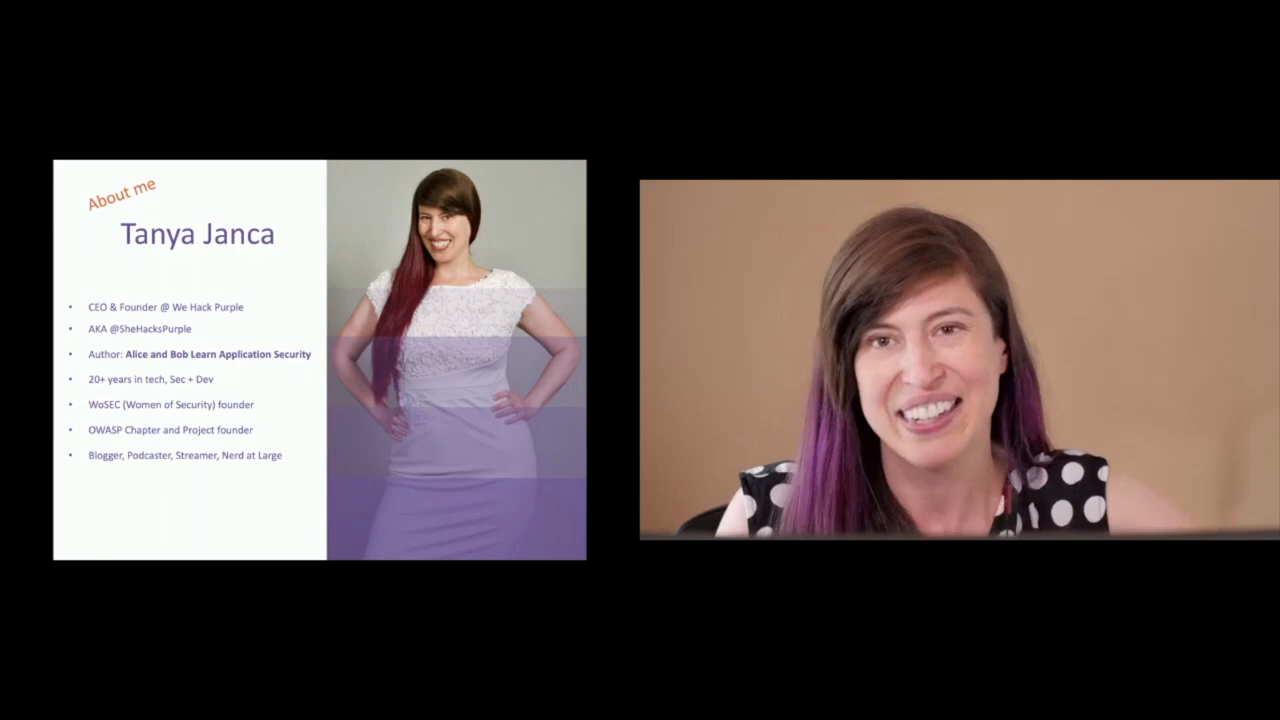 About me
Tanya Janca
• CEO & Founder @ We Hack Purple
• AKA @SheHacksPurple
• Author: Alice and Bob Learn Application Security
• 20+ years in tech, Sec + Dev
• WoSEC (Women of Security) founder
• OWASP Chapter and Project founder
• Blogger, Podcaster, Streamer, Nerd at Large